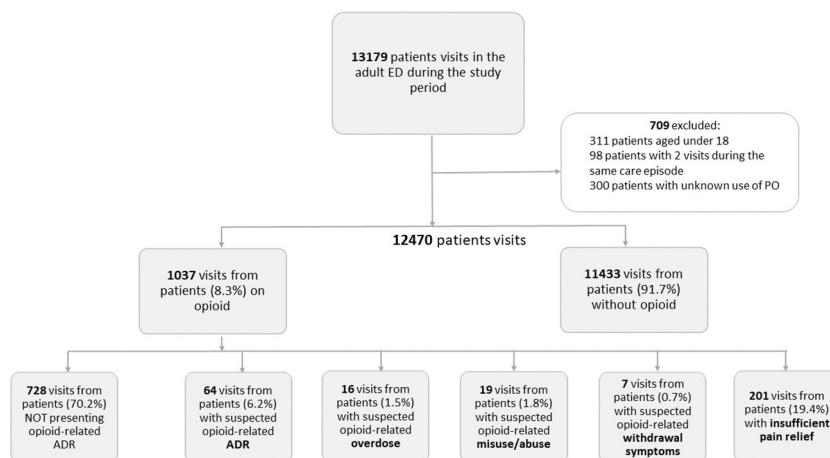 13179 patients visits in the
adult ED during the study
period
709 excluded:
311 patients aged under 18
98 patients with 2 visits during the
same care episode
300 patients with unknown use of PO
12470 patients visits
1037 visits from
patients (8.3%) on
opioid
11433 visits from
patients (91.7%)
without opioid
728 visits from
patients (70.2%)
NOT presenting
opioid-related
ADR
64 visits from
patients (6.2%)
with suspected
opioid-related
ADR
16 visits from
patients (1.5%)
with suspected
opioid-related
overdose
19 visits from
patients (1.8%)
with suspected
opioid-related
misuse/abuse
7 visits from
patients (0.7%)
with suspected
opioid-related
withdrawal
symptoms
201 visits from
patients (19.4%)
with insufficient
pain relief